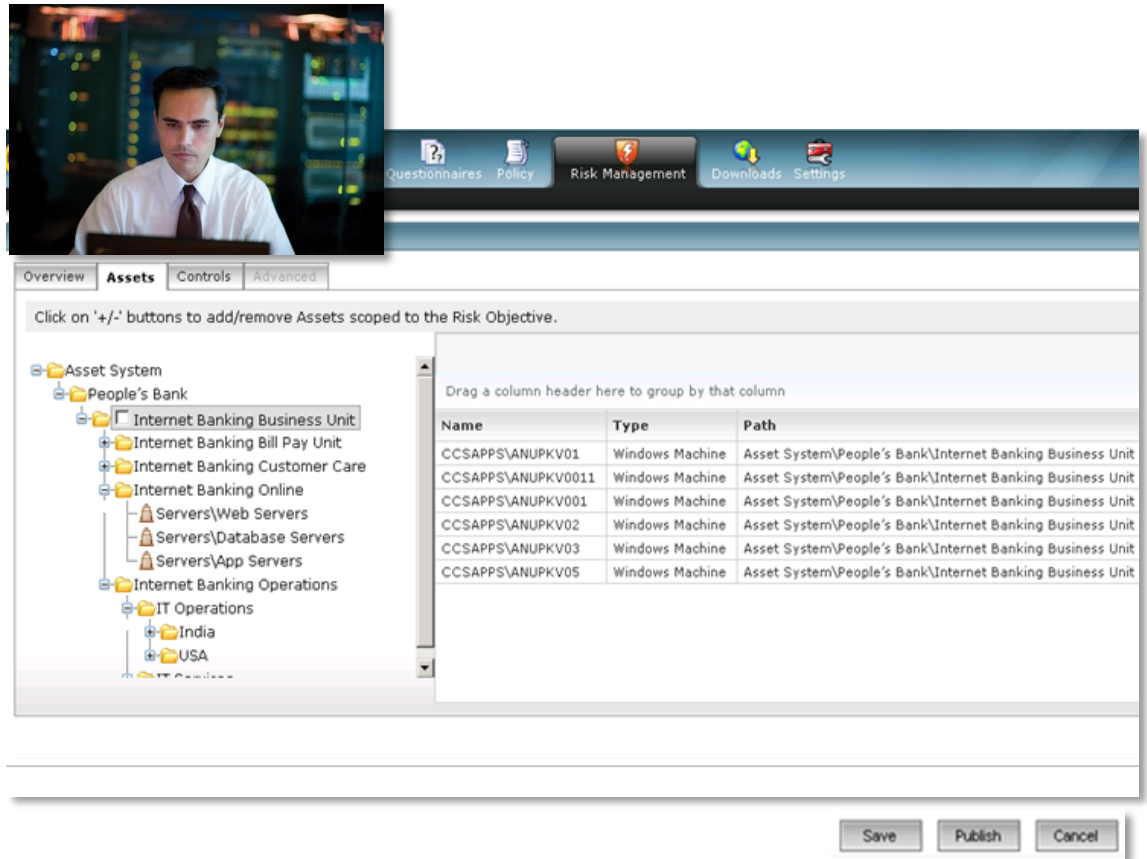 Questionnaires Policy Risk Management Downloads Settings
Overview Assets Controls Advanced
Click on '+/-' buttons to add/remove Assets scoped to the Risk Objective.
Asset System
People's Bank
Internet Banking Business Unit
Internet Banking Bill Pay Unit
Internet Banking Customer Care
Internet Banking Online
Servers\Web Servers
Servers\Database Servers
Servers\App Servers
Internet Banking Operations
IT Operations
India
USA
Drag a column header here to group by that column
Name Type Path
CCSAPPS\ANUPKV01 Windows Machine Asset System\People's Bank\Internet Banking Business Unit
CCSAPPS\ANUPKV0011 Windows Machine Asset System\People's Bank\Internet Banking Business Unit
CCSAPPS\ANUPKV001 Windows Machine Asset System\People's Bank\Internet Banking Business Unit
CCSAPPS\ANUPKV02 Windows Machine Asset System\People's Bank\Internet Banking Business Unit
CCSAPPS\ANUPKV03 Windows Machine Asset System\People's Bank\Internet Banking Business Unit
CCSAPPS\ANUPKV05 Windows Machine Asset System\People's Bank\Internet Banking Business Unit
Save Publish Cancel